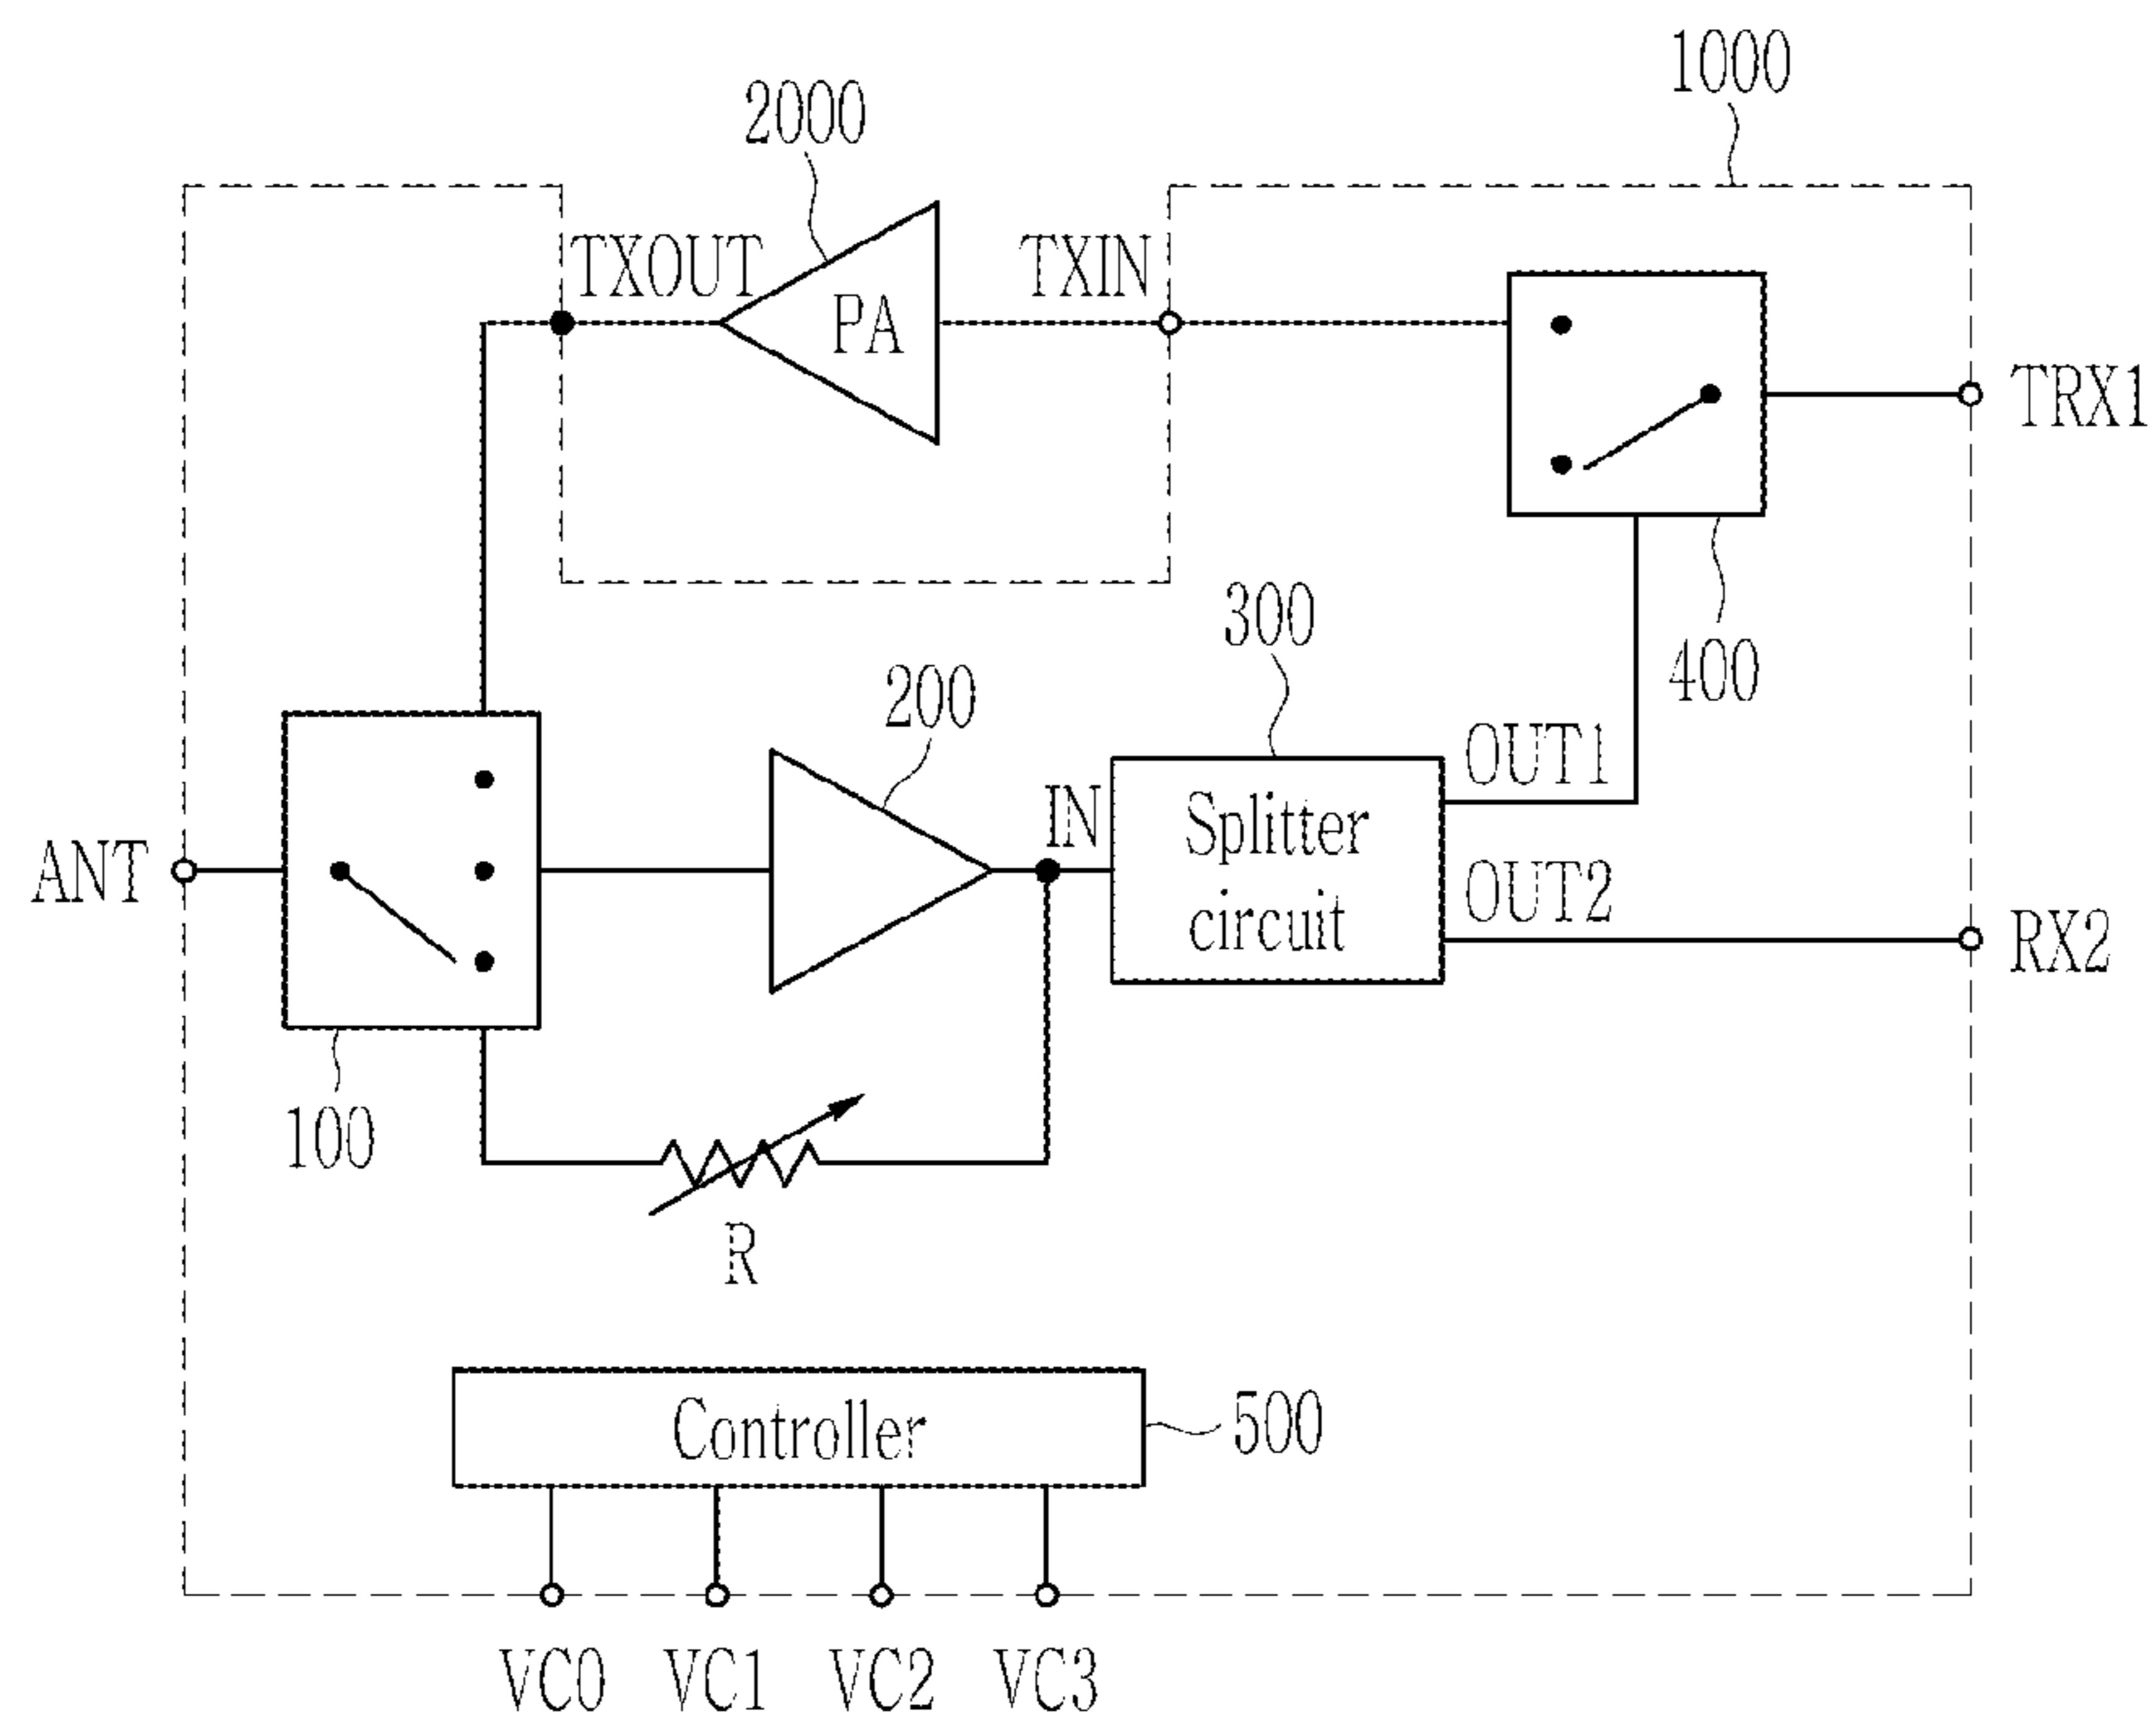 1000
2000
TXOUT
TXIN
PA
TRX1
300
400
200
OUT1
IN
Splitter
circuit
ANT
OUT2
RX2
100
R
Controller
500
VC0 VC1 VC2 VC3